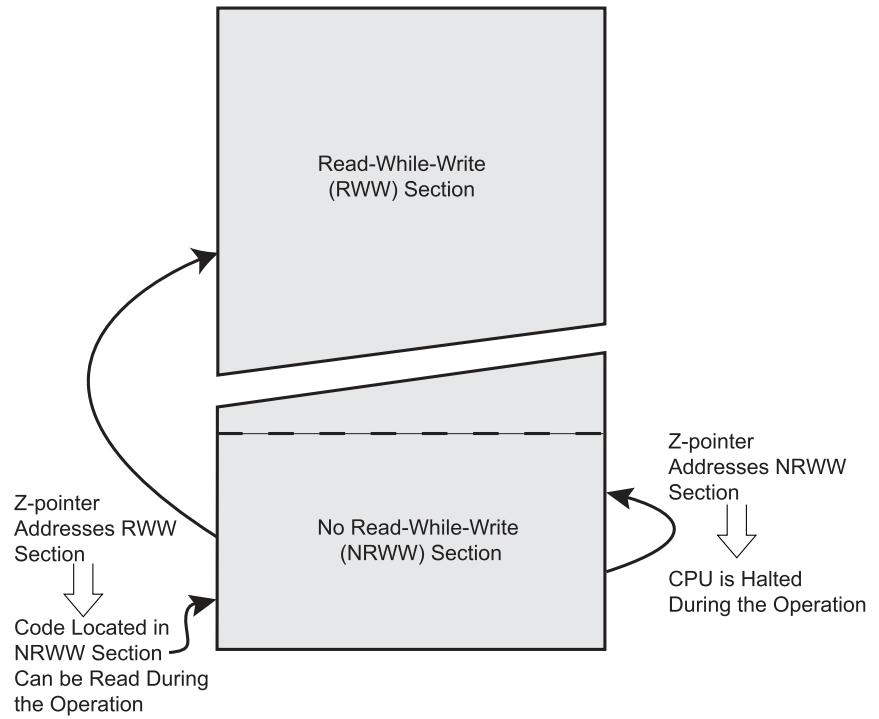 Read-While-Write
(RWW) Section
Z-pointer
Addresses NRWW
Section
Z-pointer
Addresses RWW
Section
No Read-While-Write
(NRWW) Section
CPU is Halted
During the Operation
Code Located in
NRWW Section
Can be Read During
the Operation